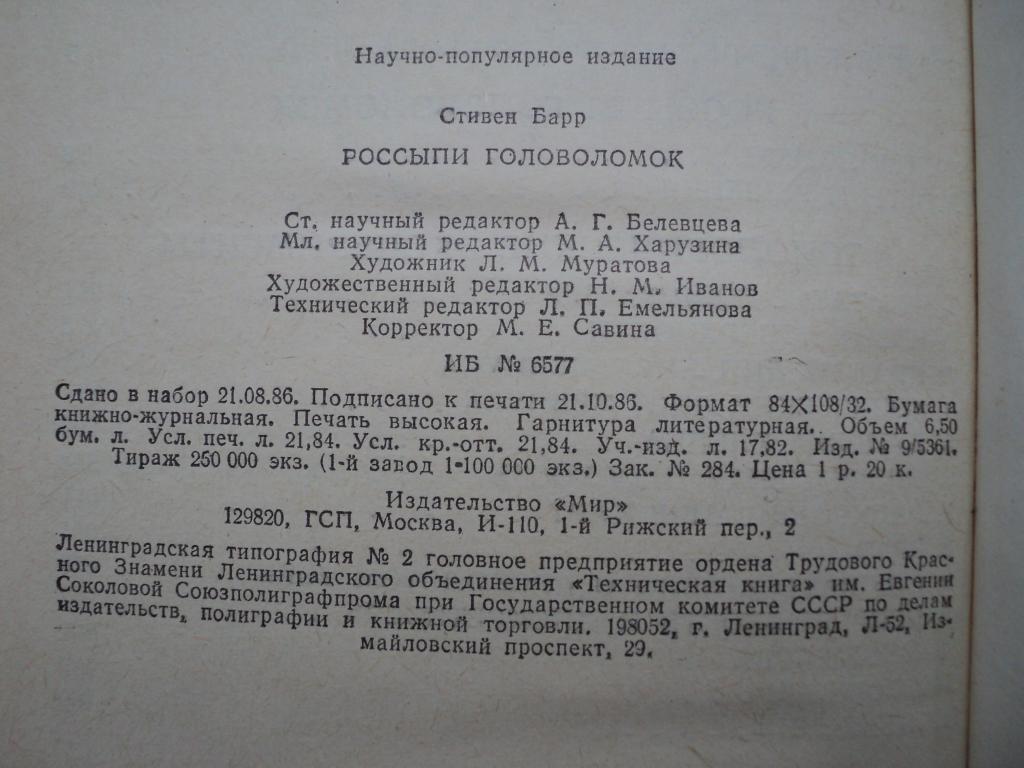 Научно-популярное издание
Стивен Барр
РОССЫПИ ГОЛОВОЛОМОК
Ст. научный редактор А. Г. Белевцева
Мл. научный редактор М. А. Харузина
Художник Л. М. Муратова
Художественный редактор Н. М. Иванов
Технический редактор Л. П. Емельянова
Корректор М. Е. Савина
ИБ № 6577
Сдано в набор 21.08.86. Подписано к печати 21.10.86. Формат 84×108/32. Бумага
книжно-журнальная. Печать высокая. Гарнитура литературная. Объем 6,50
бум. л. Усл. печ. л. 21,84. Усл. кр.-отт. 21,84. Уч.-изд. л. 17,82. Изд. № 9/5361.
Тираж 250 000 экз. (1-й завод 1-100 000 экз.) Зак. № 284. Цена 1 р. 20 к.
Издательство «Мир»
129820, ГСП, Москва, И-110, 1-й Рижский пер., 2
Ленинградская типография № 2 головное предприятие ордена Трудового Крас-
ного Знамени Ленинградского объединения «Техническая книга» им. Евгении
Соколовой Союзполиграфпрома при Государственном комитете СССР по делам
издательств, полиграфии и книжной торговли. 198052, г. Ленинград, Л-52, Из-
майловский проспект, 29.